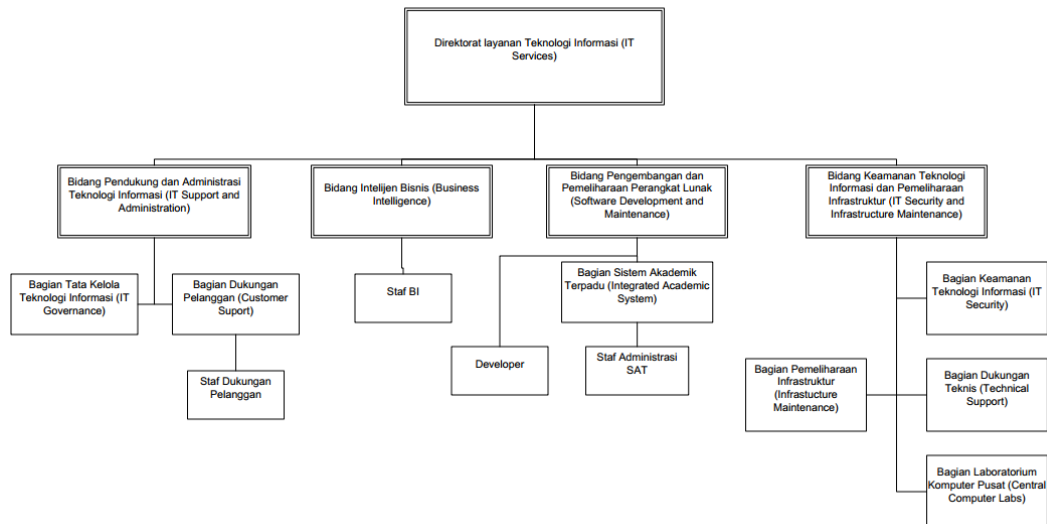 Direktorat layanan Teknologi Informasi (IT
Services)
Bidang Pendukung dan Administrasi
Teknologi Informasi (IT Support and
Administration)
Bidang Intelijen Bisnis (Business
Intelligence)
Bidang Pengembangan dan
Pemeliharaan Perangkat Lunak
(Software Development and
Maintenance)
Bidang Keamanan Teknologi
Informasi dan Pemeliharaan
Infrastruktur (IT Security and
Infrastructure Maintenance)
Bagian Tata Kelola
Teknologi Informasi (IT
Governance)
Bagian Dukungan
Pelanggan (Customer
Suport)
Staf BI
Bagian Sistem Akademik
Terpadu (Integrated Academic
System)
Bagian Keamanan
Teknologi Informasi (IT
Security)
Staf Dukungan
Pelanggan
Developer
Staf Administrasi
SAT
Bagian Pemeliharaan
Infrastruktur
(Infrastucture
Maintenance)
Bagian Dukungan
Teknis (Technical
Support)
Bagian Laboratorium
Komputer Pusat (Central
Computer Labs)